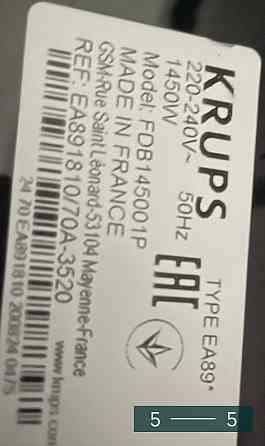 KRUPS TYPE EA89*
220-240V~ 50Hz EAC
1450W
Model: FDB145001P
MADE IN FRANCE
GSM-Rue Saint Léonard-53104 Mayenne-France
REF: EA891810/70A-3520
www.krups.com
5 5